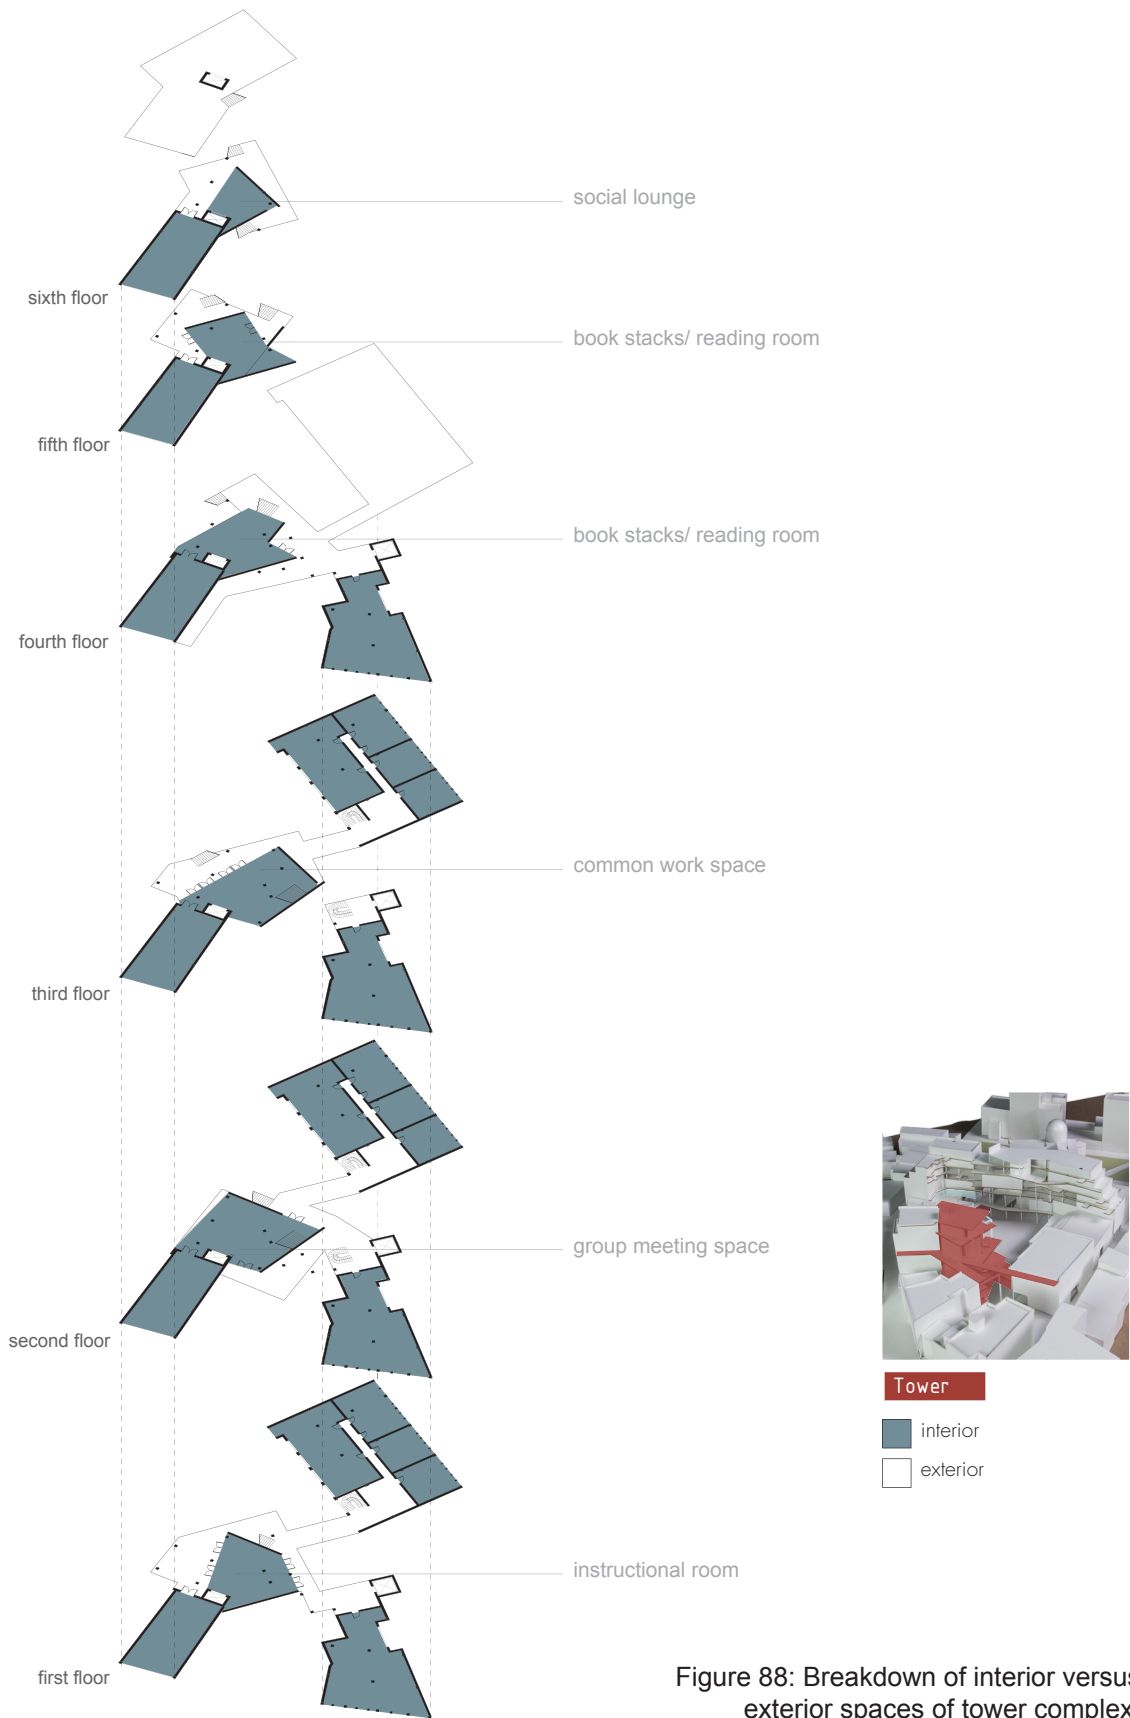 social lounge
sixth floor
book stacks/ reading room
fifth floor
book stacks/ reading room
fourth floor
common work space
third floor
group meeting space
second floor
Tower
interior
exterior
instructional room
first floor
Figure 88: Breakdown of interior versus
exterior spaces of tower complex